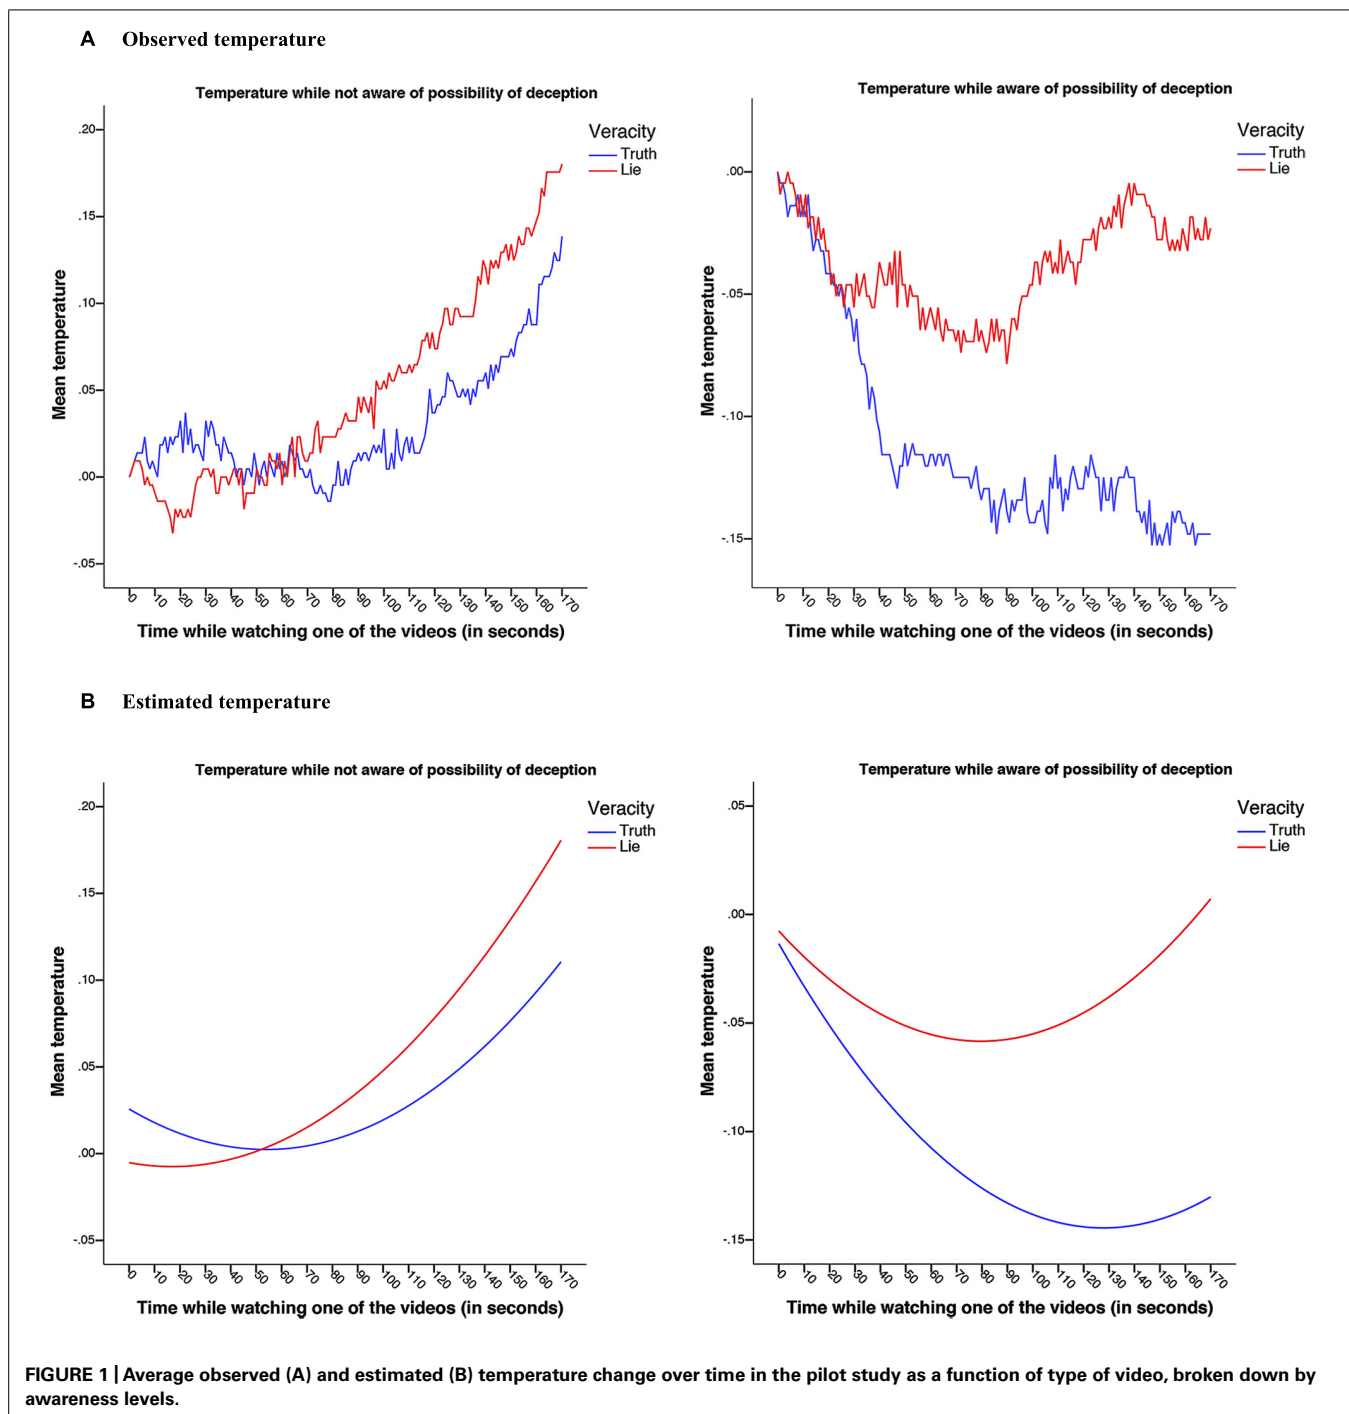 A Observed temperature
Temperature while not aware of possibility of deception
Veracity
Truth
Lie
.20
.15
.10
.05
.00
-.05
Mean temperature
0 10 20 30 40 50 60 70 80 90 100 110 120 130 140 150 160 170
Time while watching one of the videos (in seconds)
Temperature while aware of possibility of deception
Veracity
Truth
Lie
.00
-.05
-.10
-.15
Mean temperature
0 10 20 30 40 50 60 70 80 90 100 110 120 130 140 150 160 170
Time while watching one of the videos (in seconds)
B Estimated temperature
Temperature while not aware of possibility of deception
Veracity
Truth
Lie
.20
.15
.10
.05
.00
-.05
Mean temperature
0 10 20 30 40 50 60 70 80 90 100 110 120 130 140 150 160 170
Time while watching one of the videos (in seconds)
Temperature while aware of possibility of deception
Veracity
Truth
Lie
.05
.00
-.05
-.10
-.15
Mean temperature
0 10 20 30 40 50 60 70 80 90 100 110 120 130 140 150 160 170
Time while watching one of the videos (in seconds)
FIGURE 1 | Average observed (A) and estimated (B) temperature change over time in the pilot study as a function of type of video, broken down by
awareness levels.